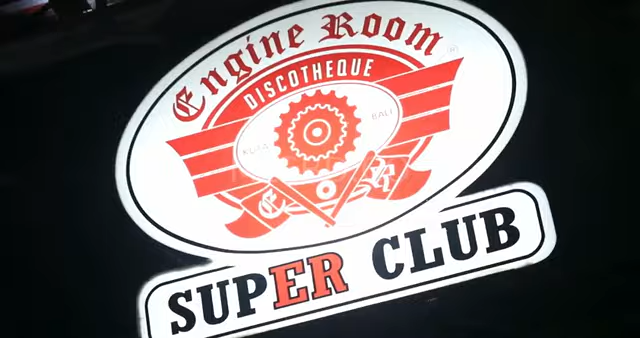 Engine Room ®
DISCOTHEQUE
KUTA BALI
E R
SUPER CLUB